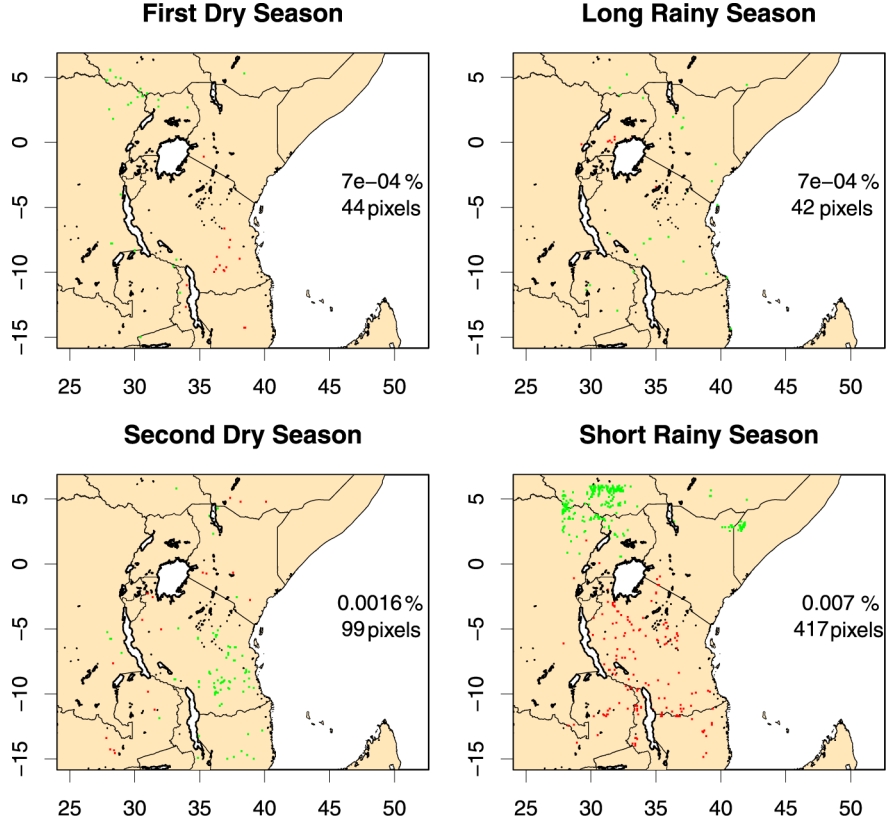 First Dry Season
5
0
−5
−10
−15
7e−04 %
44 pixels
25 30 35 40 45 50
Long Rainy Season
5
0
−5
−10
−15
7e−04 %
42 pixels
25 30 35 40 45 50
Second Dry Season
5
0
−5
−10
−15
0.0016 %
99 pixels
25 30 35 40 45 50
Short Rainy Season
5
0
−5
−10
−15
0.007 %
417 pixels
25 30 35 40 45 50